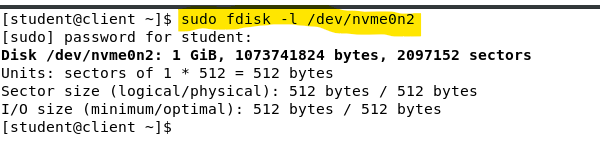 [student@client ~]$ sudo fdisk -l /dev/nvme0n2
[sudo] password for student:
Disk /dev/nvme0n2: 1 GiB, 1073741824 bytes, 2097152 sectors
Units: sectors of 1 * 512 = 512 bytes
Sector size (logical/physical): 512 bytes / 512 bytes
I/O size (minimum/optimal): 512 bytes / 512 bytes
[student@client ~]$